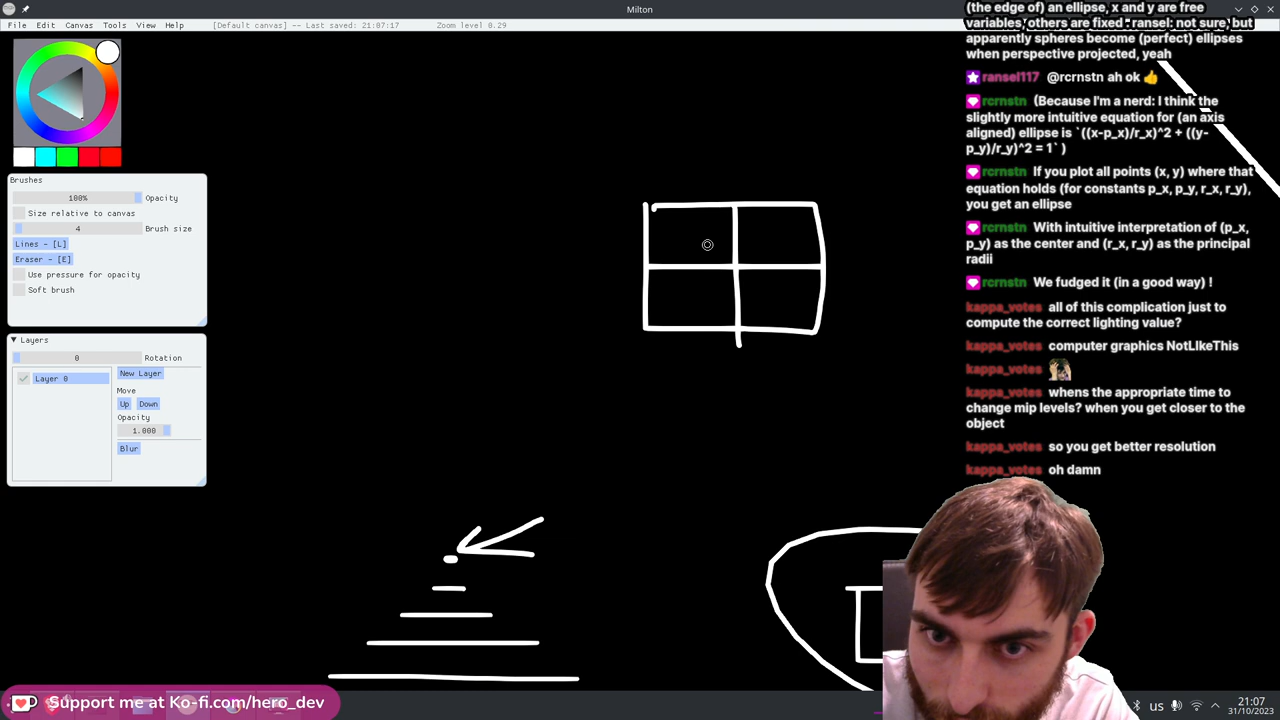 Milton
File Edit Canvas Tools View Help [Default canvas] -- Last saved: 21:07:17 Zoom level 0.29
Brushes
100% Opacity
Size relative to canvas
4 Brush size
Lines - [L]
Eraser - [E]
Use pressure for opacity
Soft brush
Layers
0 Rotation
Layer 0
New Layer
Move
Up Down
Opacity
1.000
Blur
(the edge of) an ellipse, x and y are free
variables, others are fixed - ransel: not sure, but
apparently spheres become (perfect) ellipses
when perspective projected, yeah
ransel117 @rcrnstn ah ok 👍
rcrnstn (Because I'm a nerd: I think the
slightly more intuitive equation for (an axis
aligned) ellipse is `((x-p_x)/r_x)^2 + ((y-
p_y)/r_y)^2 = 1` )
rcrnstn If you plot all points (x, y) where that
equation holds (for constants p_x, p_y, r_x, r_y),
you get an ellipse
rcrnstn With intuitive interpretation of (p_x,
p_y) as the center and (r_x, r_y) as the principal
radii
rcrnstn We fudged it (in a good way) !
kappa_votes all of this complication just to
compute the correct lighting value?
kappa_votes computer graphics NotLIkeThis
kappa_votes
kappa_votes whens the appropriate time to
change mip levels? when you get closer to the
object
kappa_votes so you get better resolution
kappa_votes oh damn
Support me at Ko-fi.com/hero_dev
US
21:07
31/10/2023